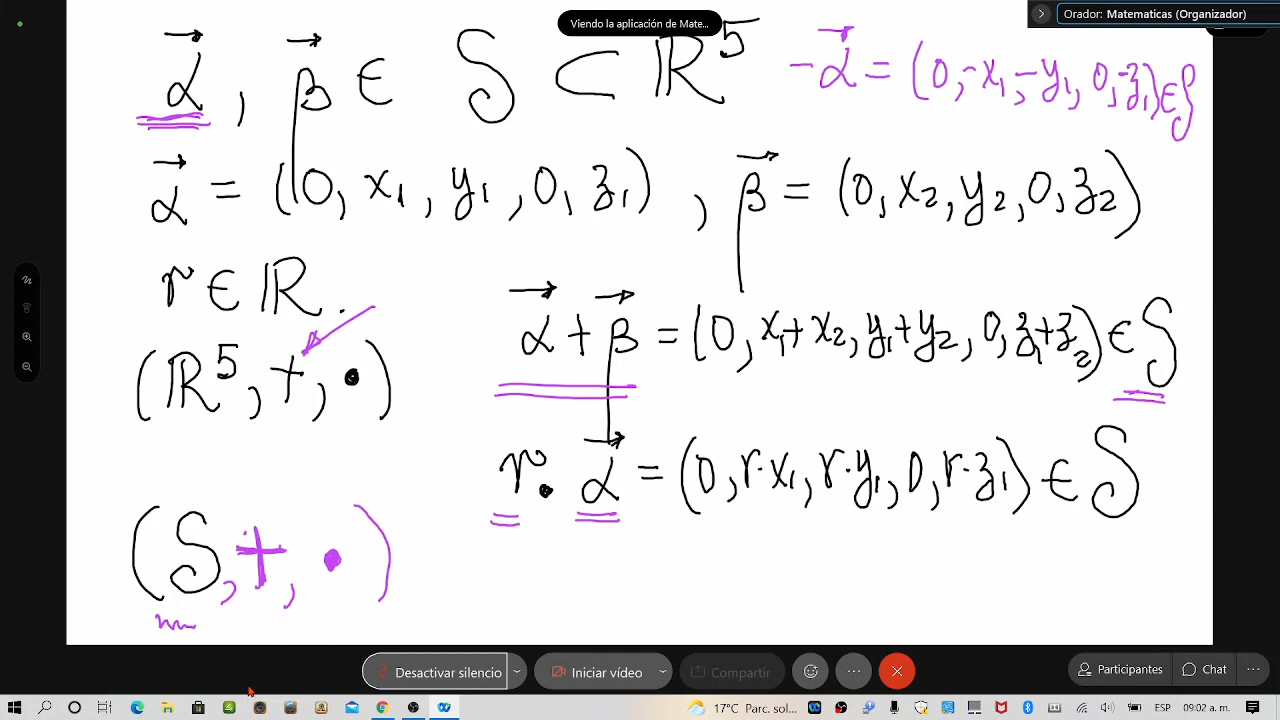 Viendo la aplicación de Mate...
Orador: Matematicas (Organizador)
α⃗, β⃗ ∈ S ⊂ ℝ⁵
-α⃗ = (0, -x₁, -y₁, 0, -z₁) ∈ S
α⃗ = (0, x₁, y₁, 0, z₁), β⃗ = (0, x₂, y₂, 0, z₂)
r ∈ ℝ.
α⃗ + β⃗ = (0, x₁+x₂, y₁+y₂, 0, z₁+z₂) ∈ S
(ℝ⁵, +, •)
r • α⃗ = (0, r·x₁, r·y₁, 0, r·z₁) ∈ S
(S, +, •)
Desactivar silencio
Iniciar vídeo
Compartir
Participantes
Chat
17°C Parc. sol...
ESP
09:02 a. m.